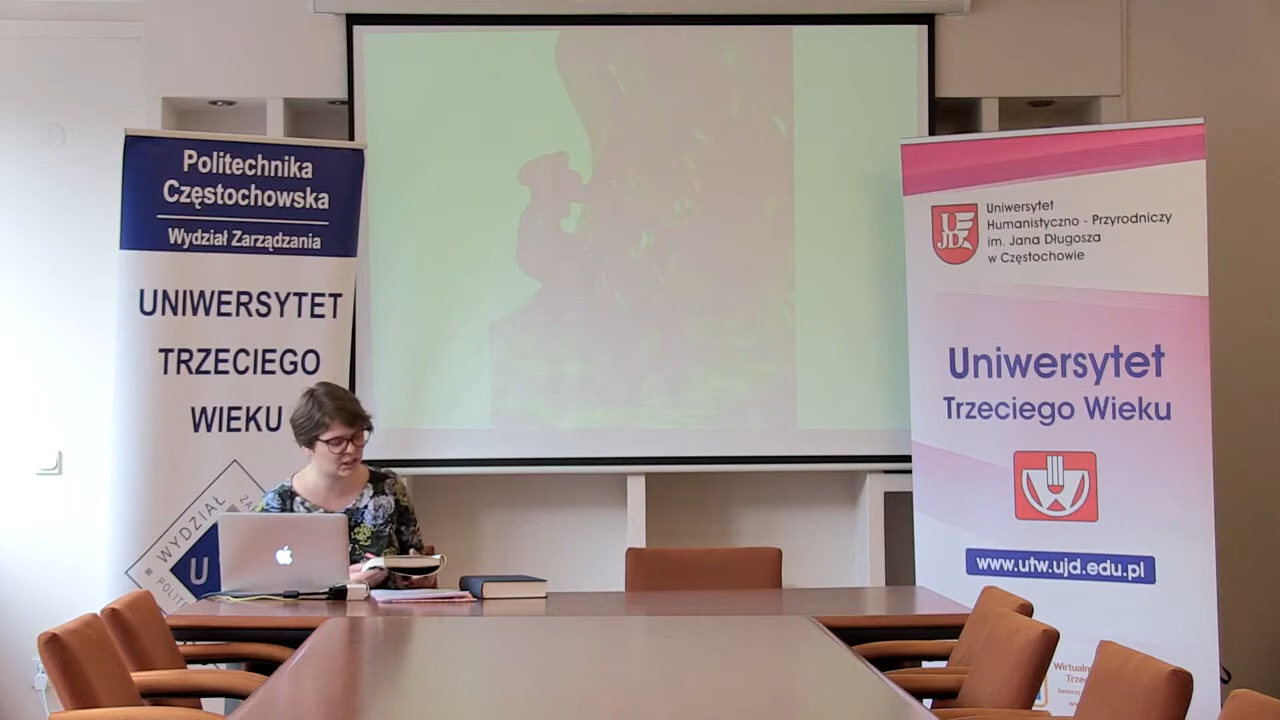 Politechnika
Częstochowska
Wydział Zarządzania
UNIWERSYTET
TRZECIEGO
WIEKU
WYDZIAŁ
U
Uniwersytet
Humanistyczno - Przyrodniczy
im. Jana Długosza
w Częstochowie
UJD
Uniwersytet
Trzeciego Wieku
www.utw.ujd.edu.pl